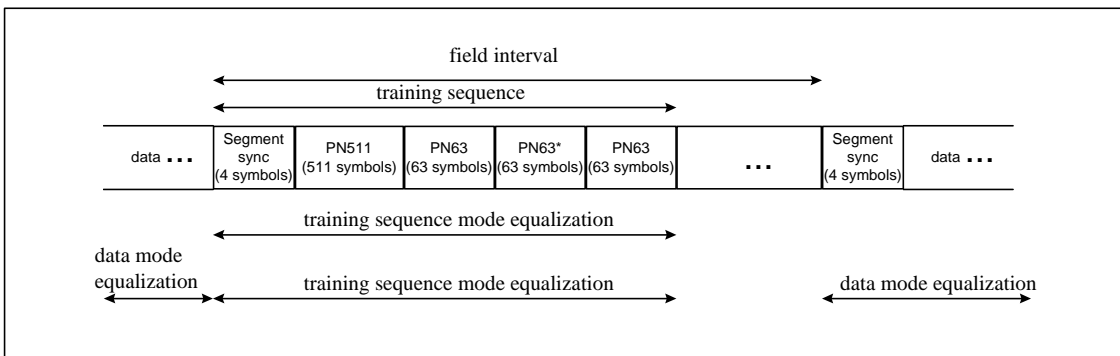 field interval
training sequence
data ...
Segment
sync
(4 symbols)
PN511
(511 symbols)
PN63
(63 symbols)
PN63*
(63 symbols)
PN63
(63 symbols)
...
Segment
sync
(4 symbols)
data ...
training sequence mode equalization
data mode
equalization
training sequence mode equalization
data mode equalization